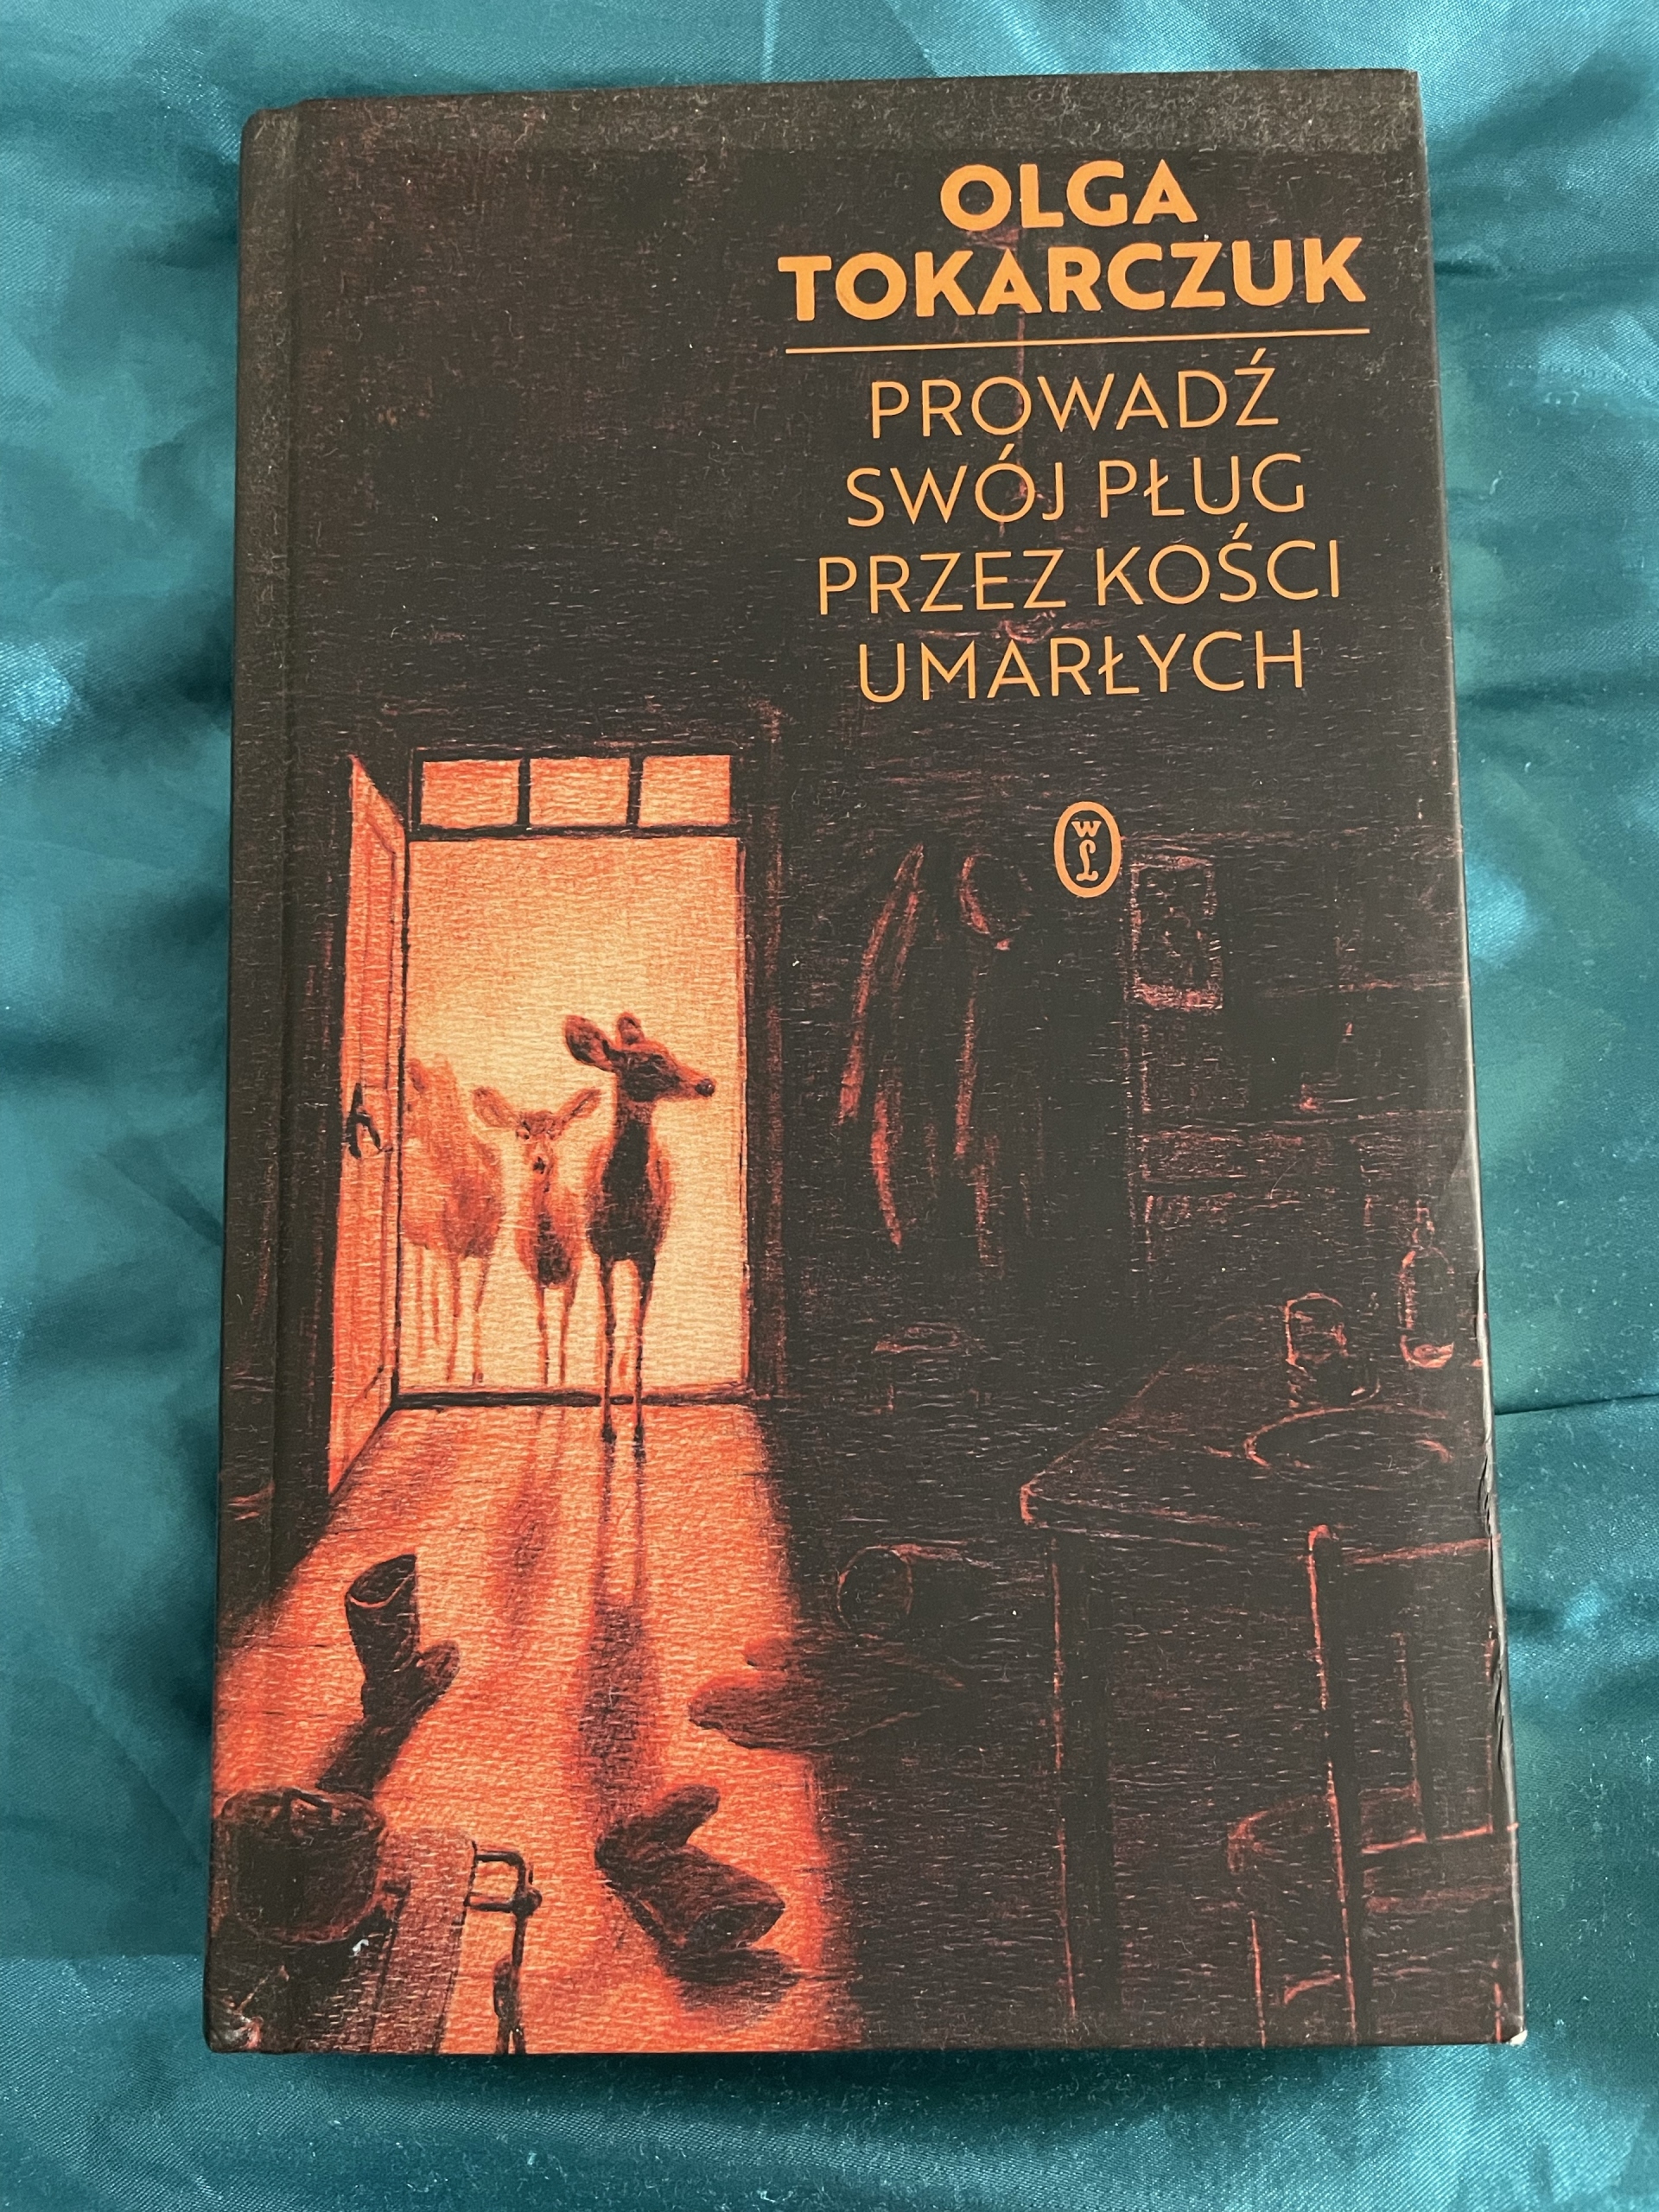 OLGA
TOKARCZUK
PROWADŹ
SWÓJ PŁUG
PRZEZ KOŚCI
UMARŁYCH
W
L